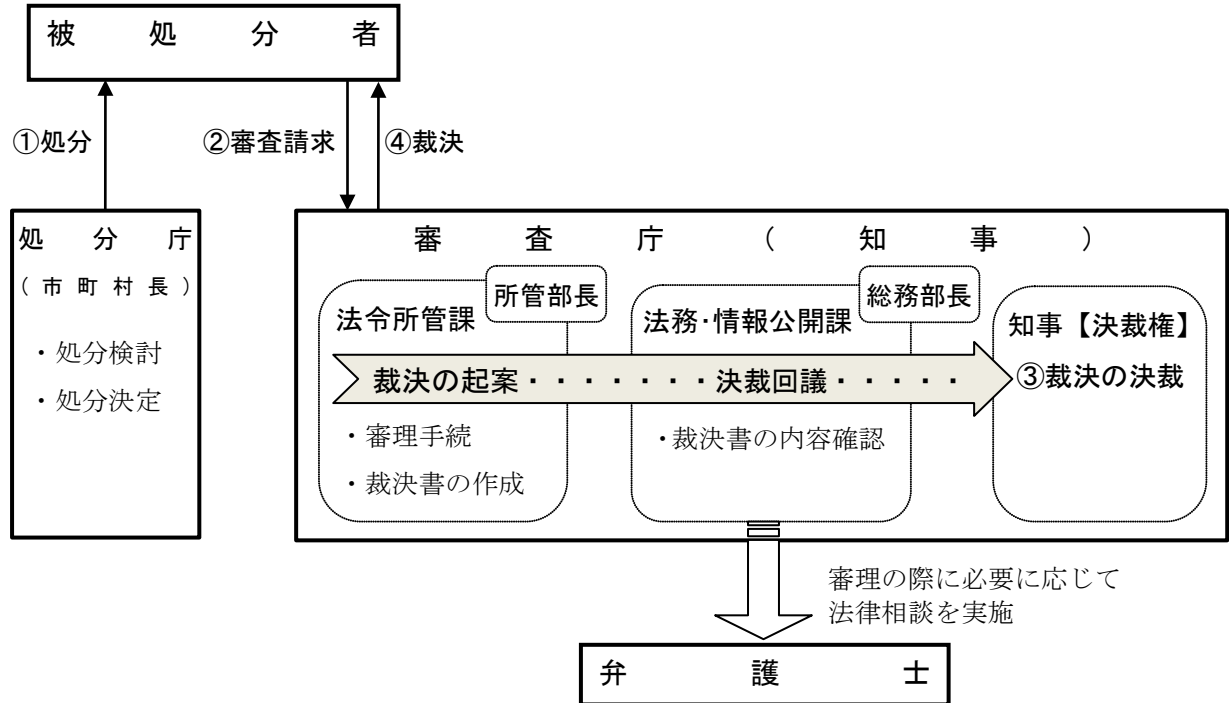 被処分者
①処分
②審査請求
④裁決
処分庁
(市町村長)
・処分検討
・処分決定
審査庁(知事)
法令所管課
所管部長
法務・情報公開課
総務部長
知事【決裁権】
裁決の起案・・・・・・・決裁回議・・・・・
③裁決の決裁
・審理手続
・裁決書の作成
・裁決書の内容確認
審理の際に必要に応じて
法律相談を実施
弁護士